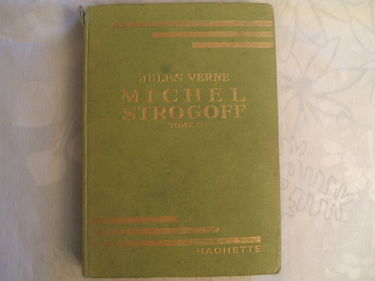 JULES VERNE
MICHEL
STROGOFF
TOME
HACHETTE